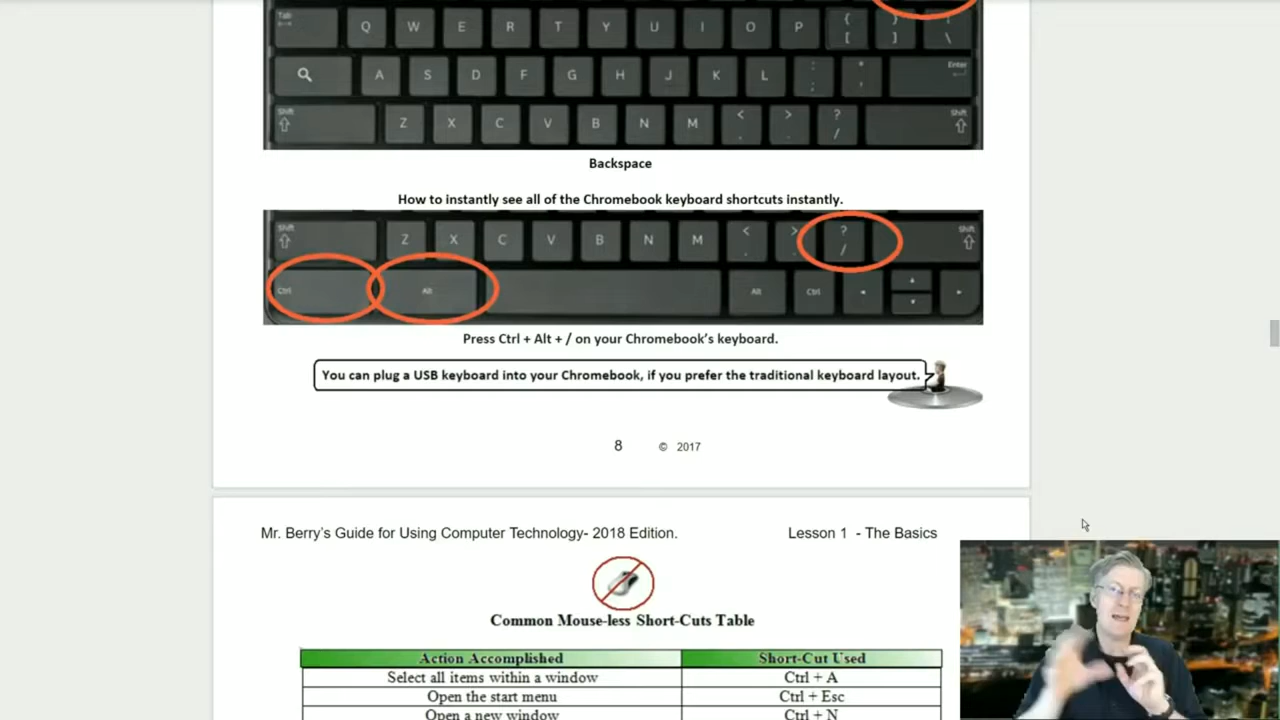 Tab Q W E R T Y U I O P { [ } ] | \
A S D F G H J K L : ; " ' Enter
Shift Z X C V B N M < , > . ? / Shift
Backspace
How to instantly see all of the Chromebook keyboard shortcuts instantly.
Shift Z X C V B N M < , > . ? / Shift
Ctrl Alt Alt Ctrl
Press Ctrl + Alt + / on your Chromebook's keyboard.
You can plug a USB keyboard into your Chromebook, if you prefer the traditional keyboard layout.
8 © 2017
Mr. Berry's Guide for Using Computer Technology- 2018 Edition. Lesson 1 - The Basics
Common Mouse-less Short-Cuts Table
Action Accomplished Short-Cut Used
Select all items within a window Ctrl + A
Open the start menu Ctrl + Esc
Open a new window Ctrl + N